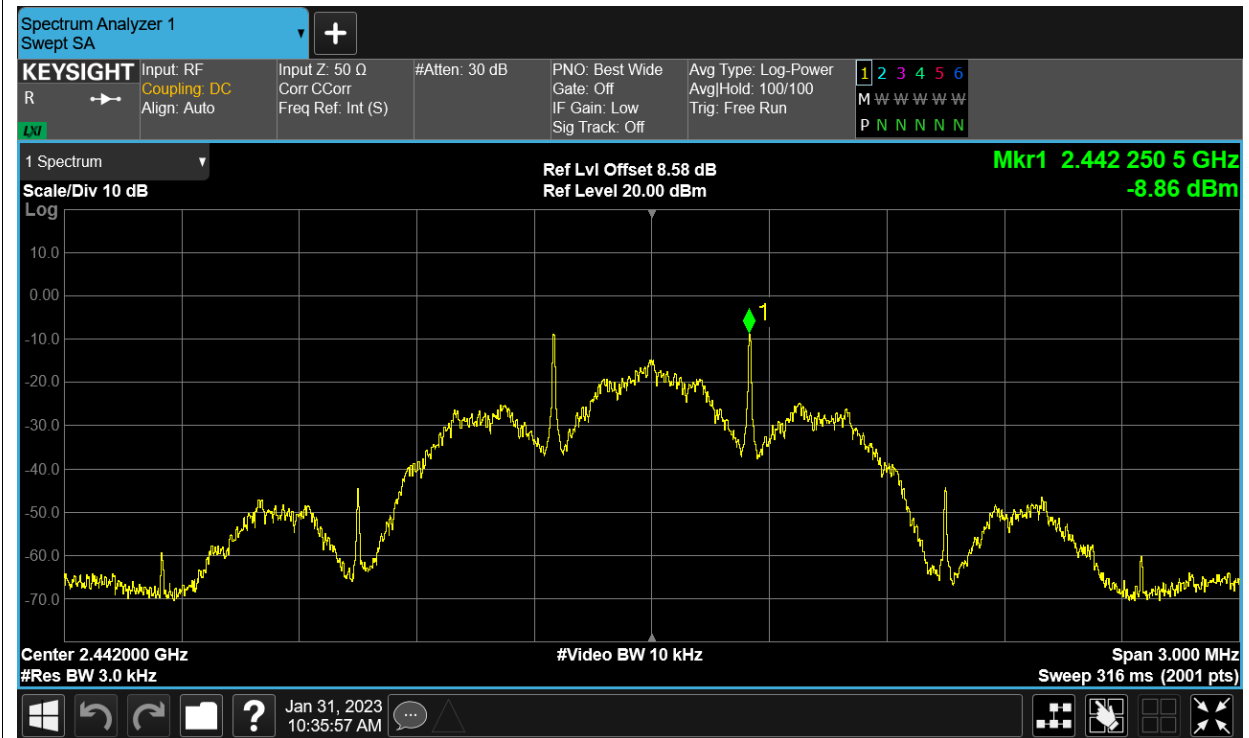 Spectrum Analyzer 1
Swept SA
+
KEYSIGHT
R
LXI
Input: RF
Coupling: DC
Align: Auto
Input Z: 50 Ω
Corr CCorr
Freq Ref: Int (S)
#Atten: 30 dB
PNO: Best Wide
Gate: Off
IF Gain: Low
Sig Track: Off
Avg Type: Log-Power
Avg|Hold: 100/100
Trig: Free Run
1 2 3 4 5 6
M W W W W W
P N N N N N
1 Spectrum
Scale/Div 10 dB
Log
Ref Lvl Offset 8.58 dB
Ref Level 20.00 dBm
Mkr1 2.442 250 5 GHz
-8.86 dBm
10.0
0.00
-10.0
-20.0
-30.0
-40.0
-50.0
-60.0
-70.0
1
Center 2.442000 GHz
#Res BW 3.0 kHz
#Video BW 10 kHz
Span 3.000 MHz
Sweep 316 ms (2001 pts)
?
Jan 31, 2023
10:35:57 AM